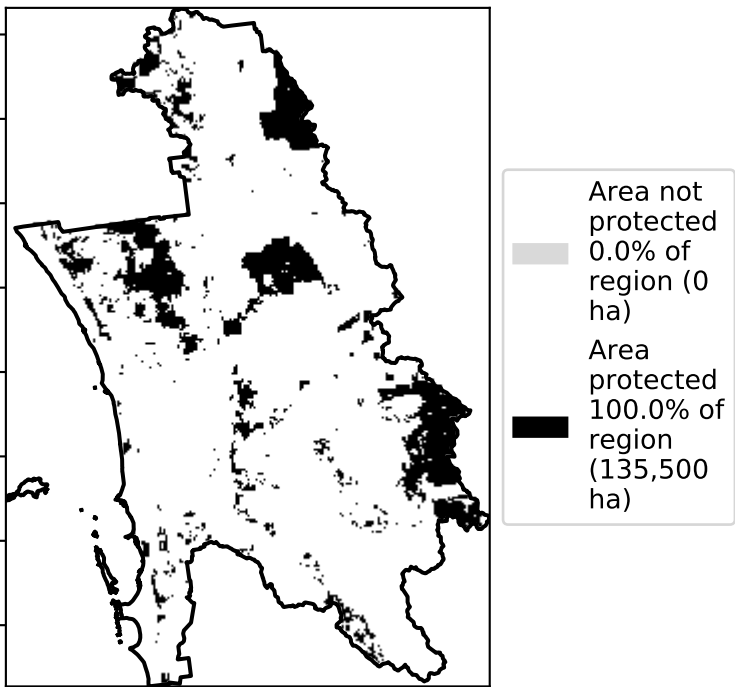 Area not
protected
0.0% of
region (0
ha)
Area
protected
100.0% of
region
(135,500
ha)